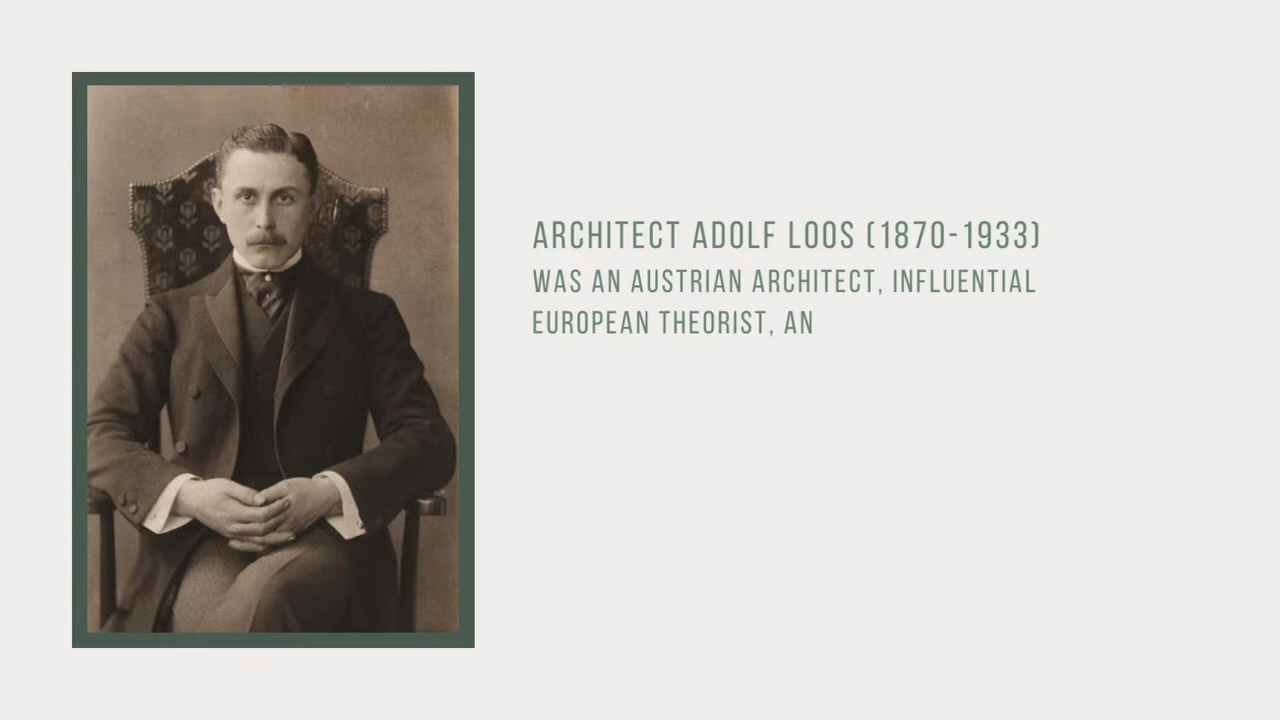 ARCHITECT ADOLF LOOS (1870-1933)
WAS AN AUSTRIAN ARCHITECT, INFLUENTIAL
EUROPEAN THEORIST, AN